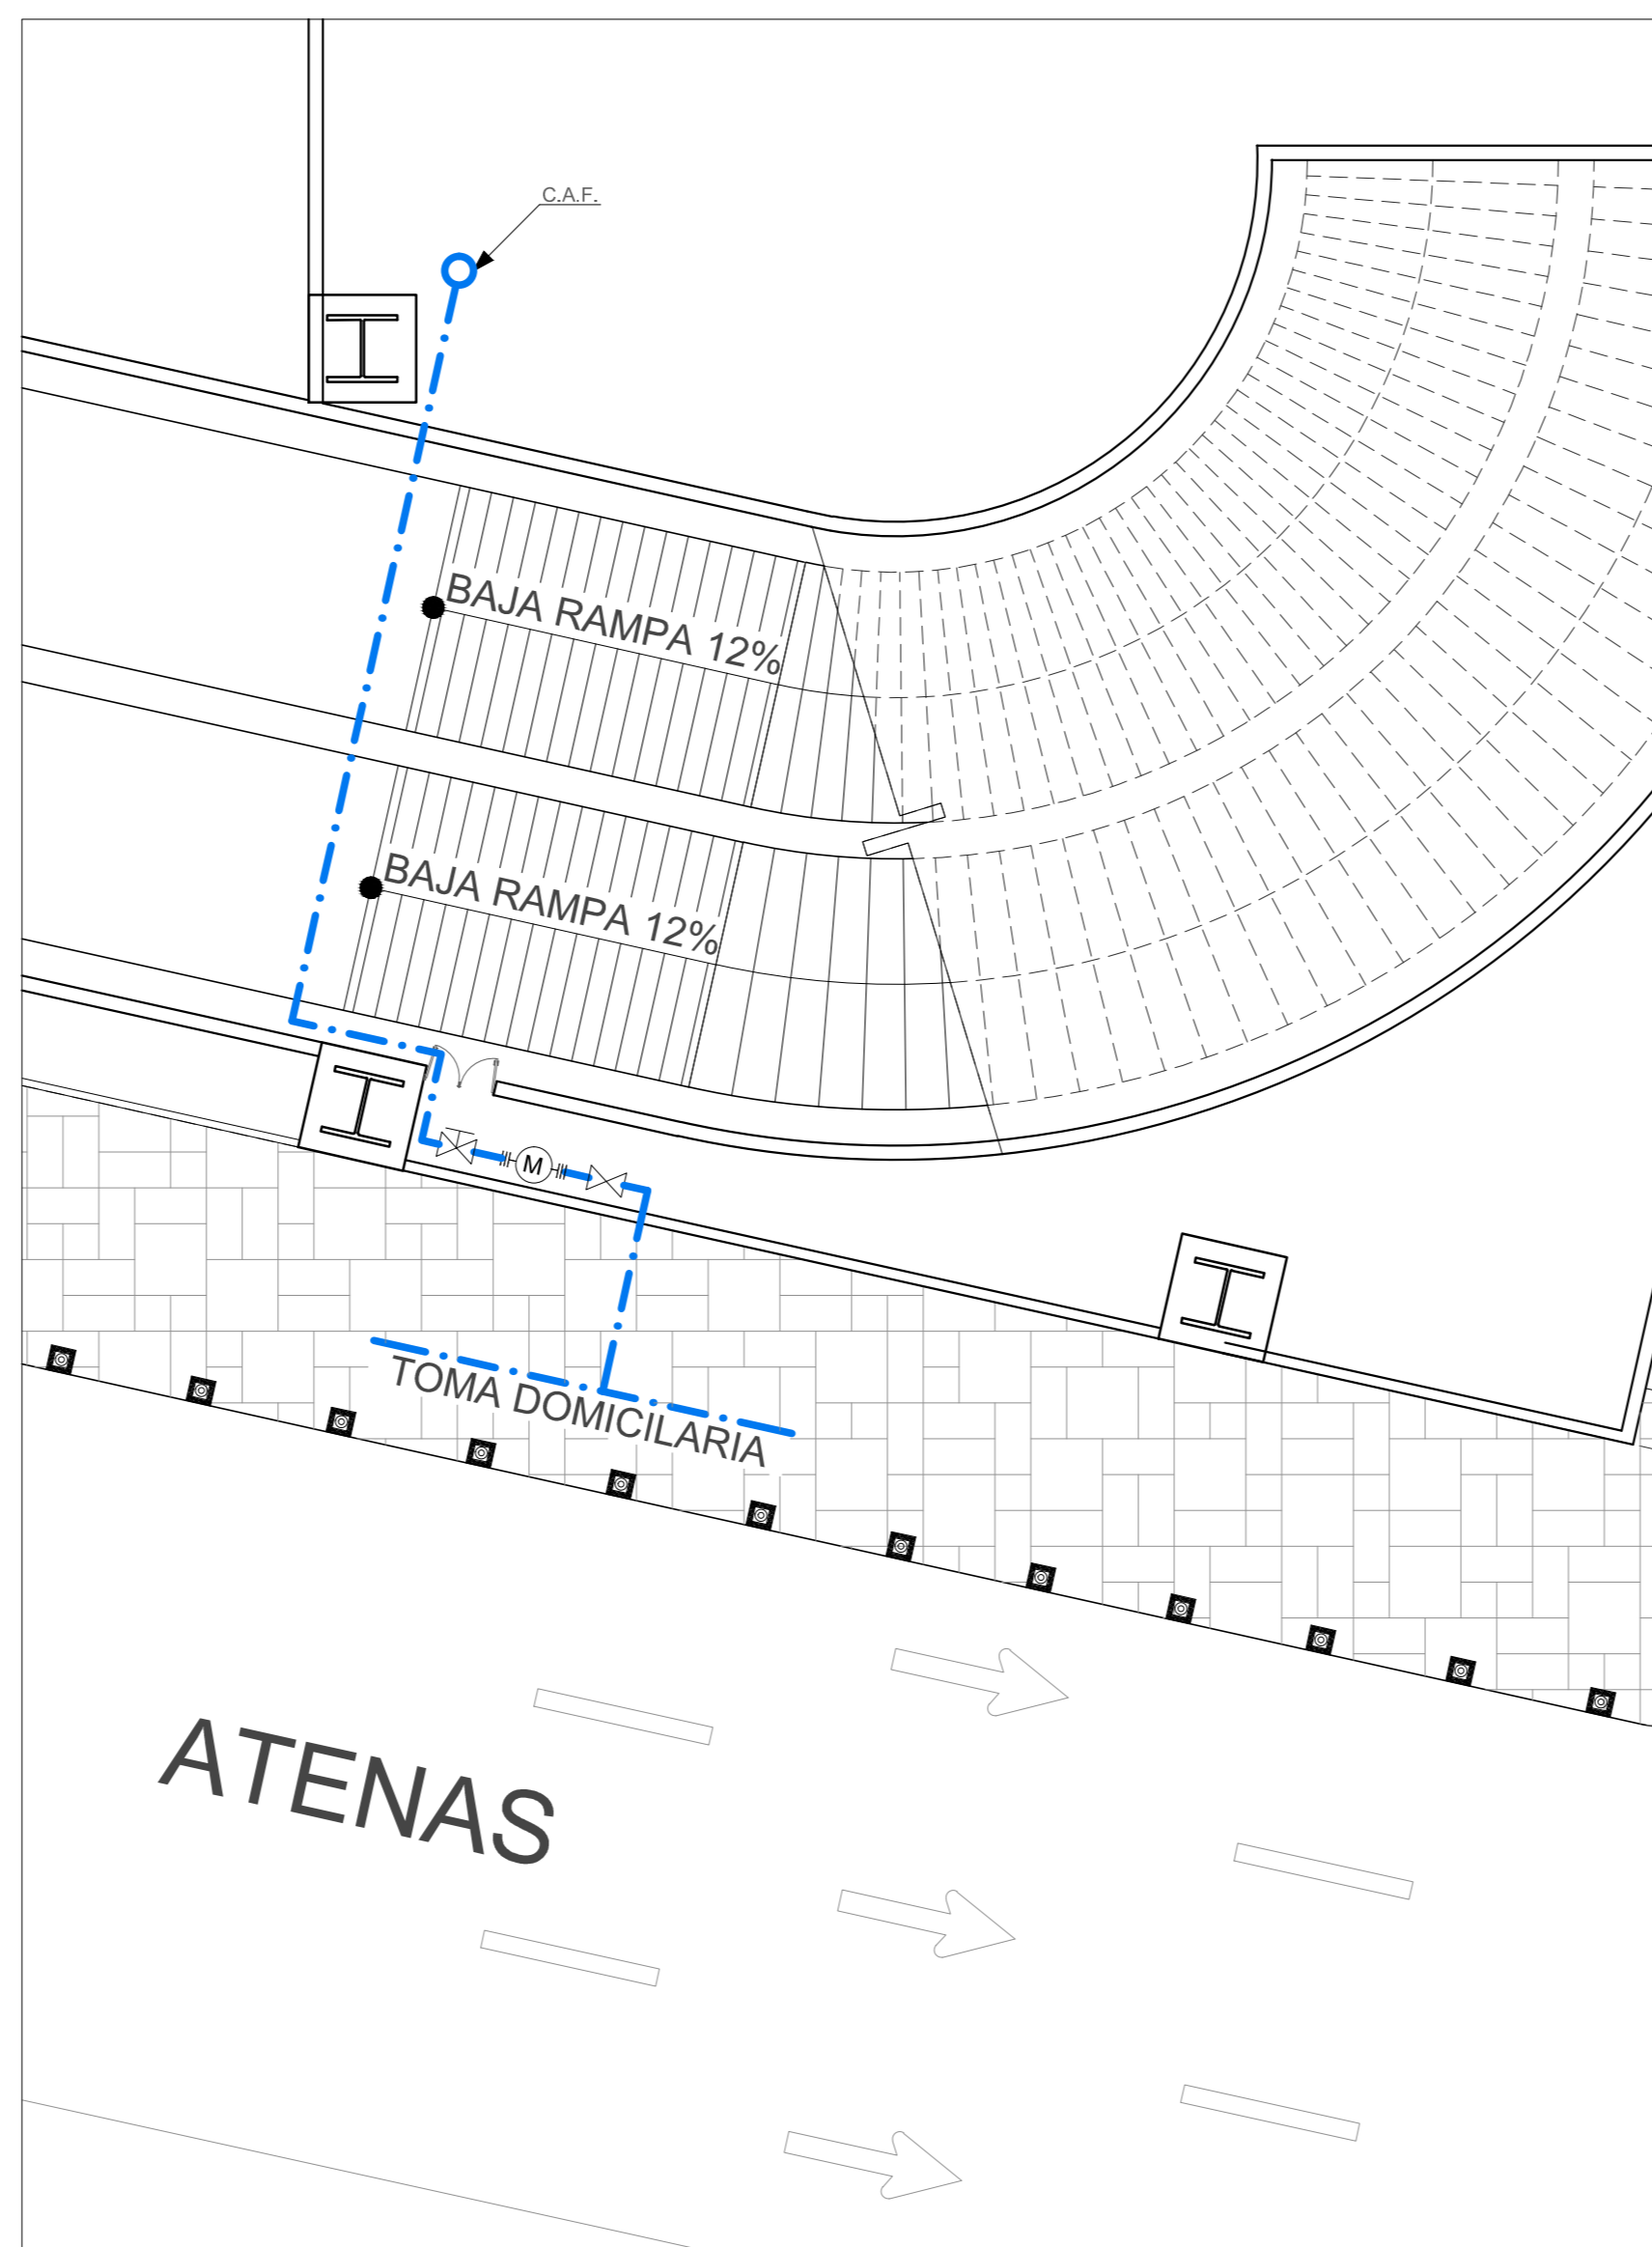 C.A.F.
BAJA RAMPA 12%
BAJA RAMPA 12%
M
TOMA DOMICILARIA
ATENAS